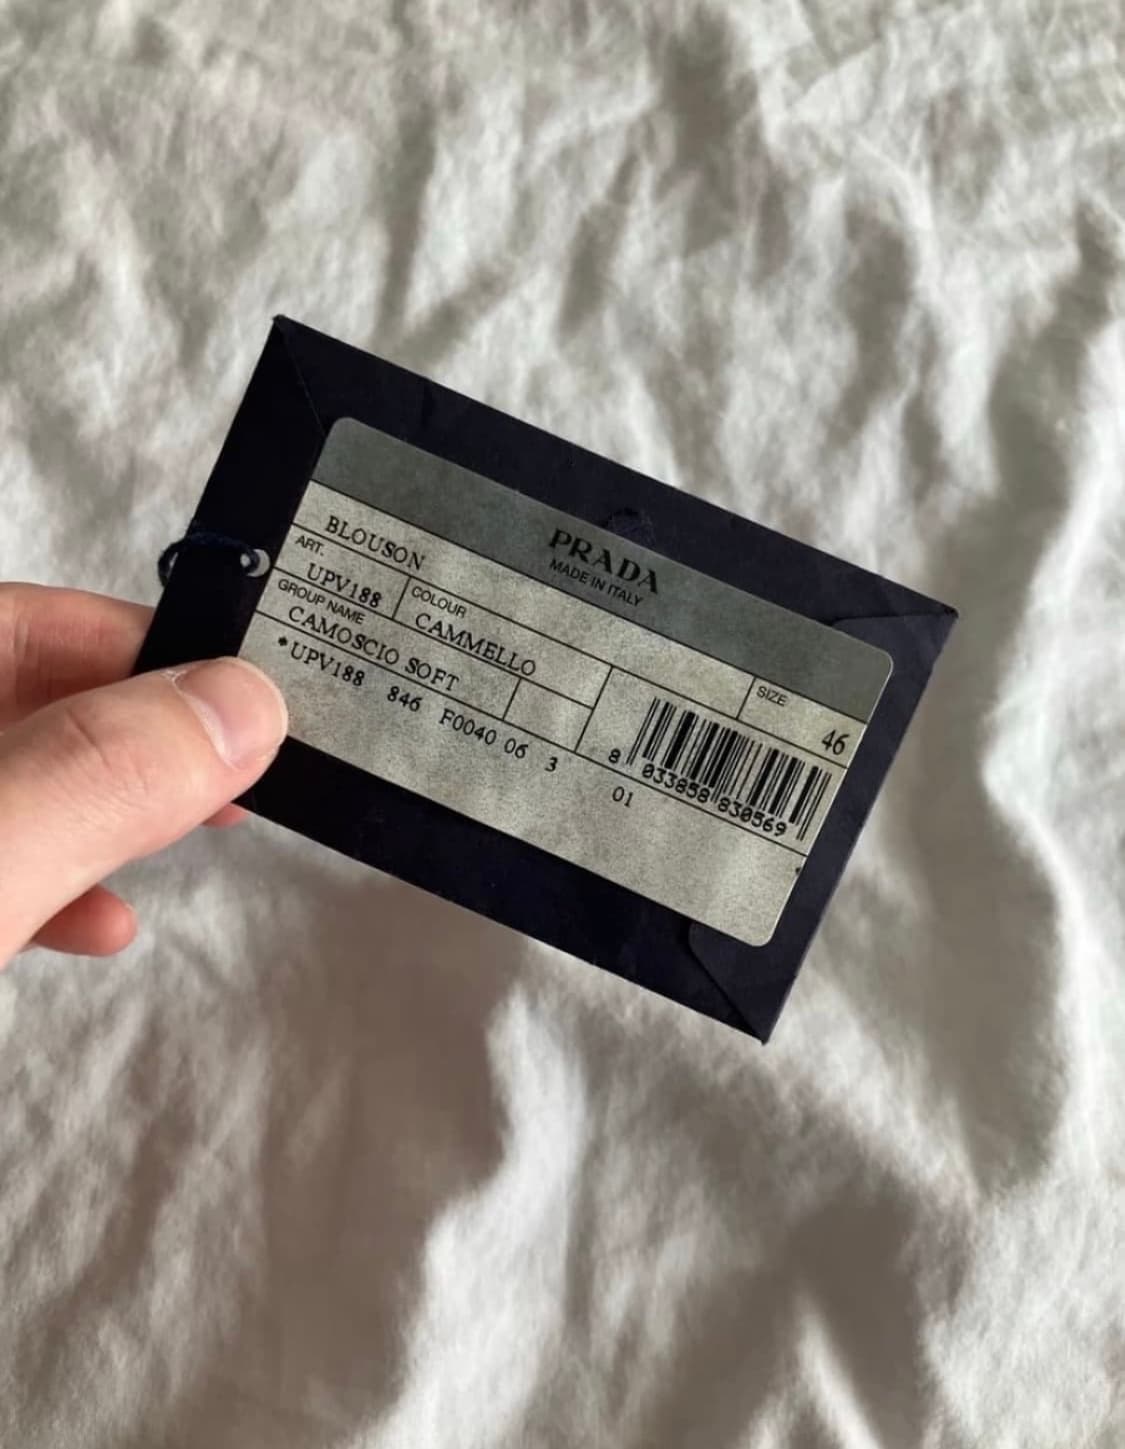 PRADA
MADE IN ITALY
BLOUSON
SIZE
46
ART.
UPV188
COLOUR
CAMMELLO
GROUP NAME
CAMOSCIO SOFT
8 033858 830569
*UPV188 846 F0040 06 3 01